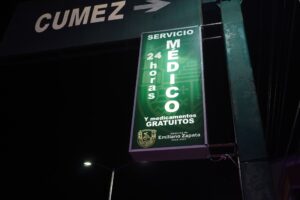 CUMEZ →
SERVICIO
MÉDICO
24 horas
Y medicamentos
GRATUITOS
Emiliano Zapata